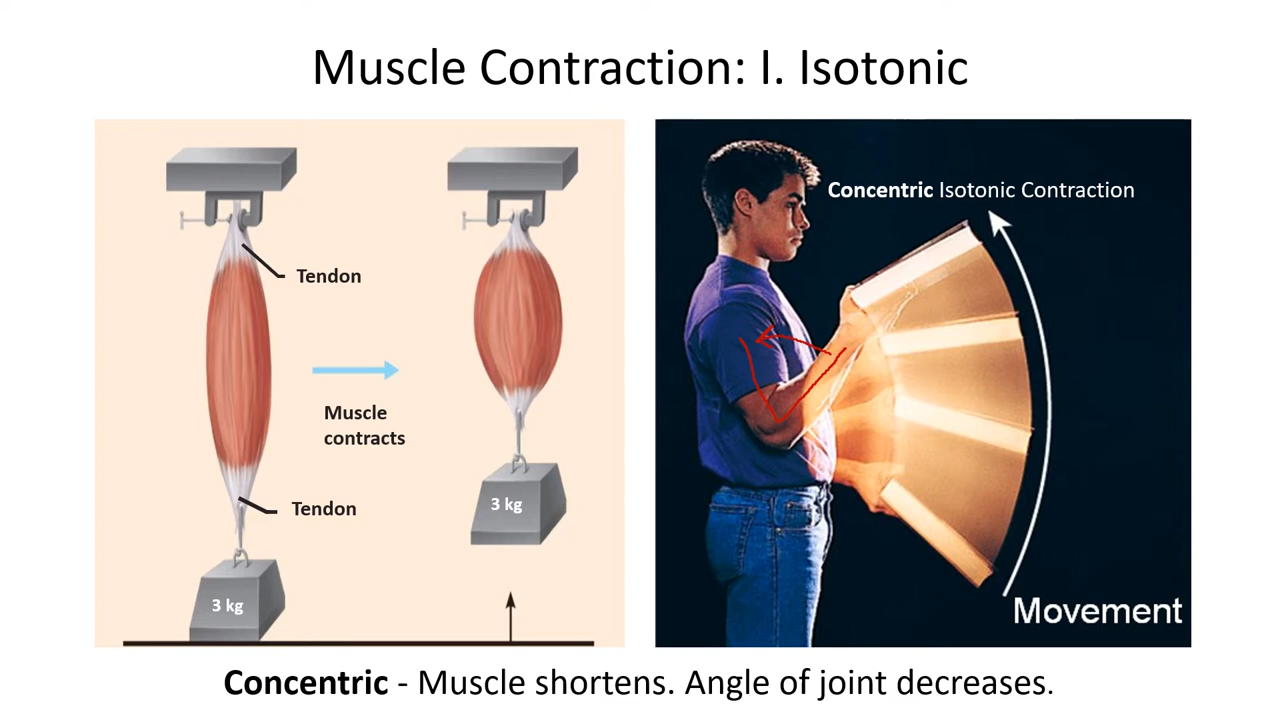 Muscle Contraction: I. Isotonic
Tendon
Muscle
contracts
Tendon
3 kg
3 kg
Concentric Isotonic Contraction
Movement
Concentric - Muscle shortens. Angle of joint decreases.